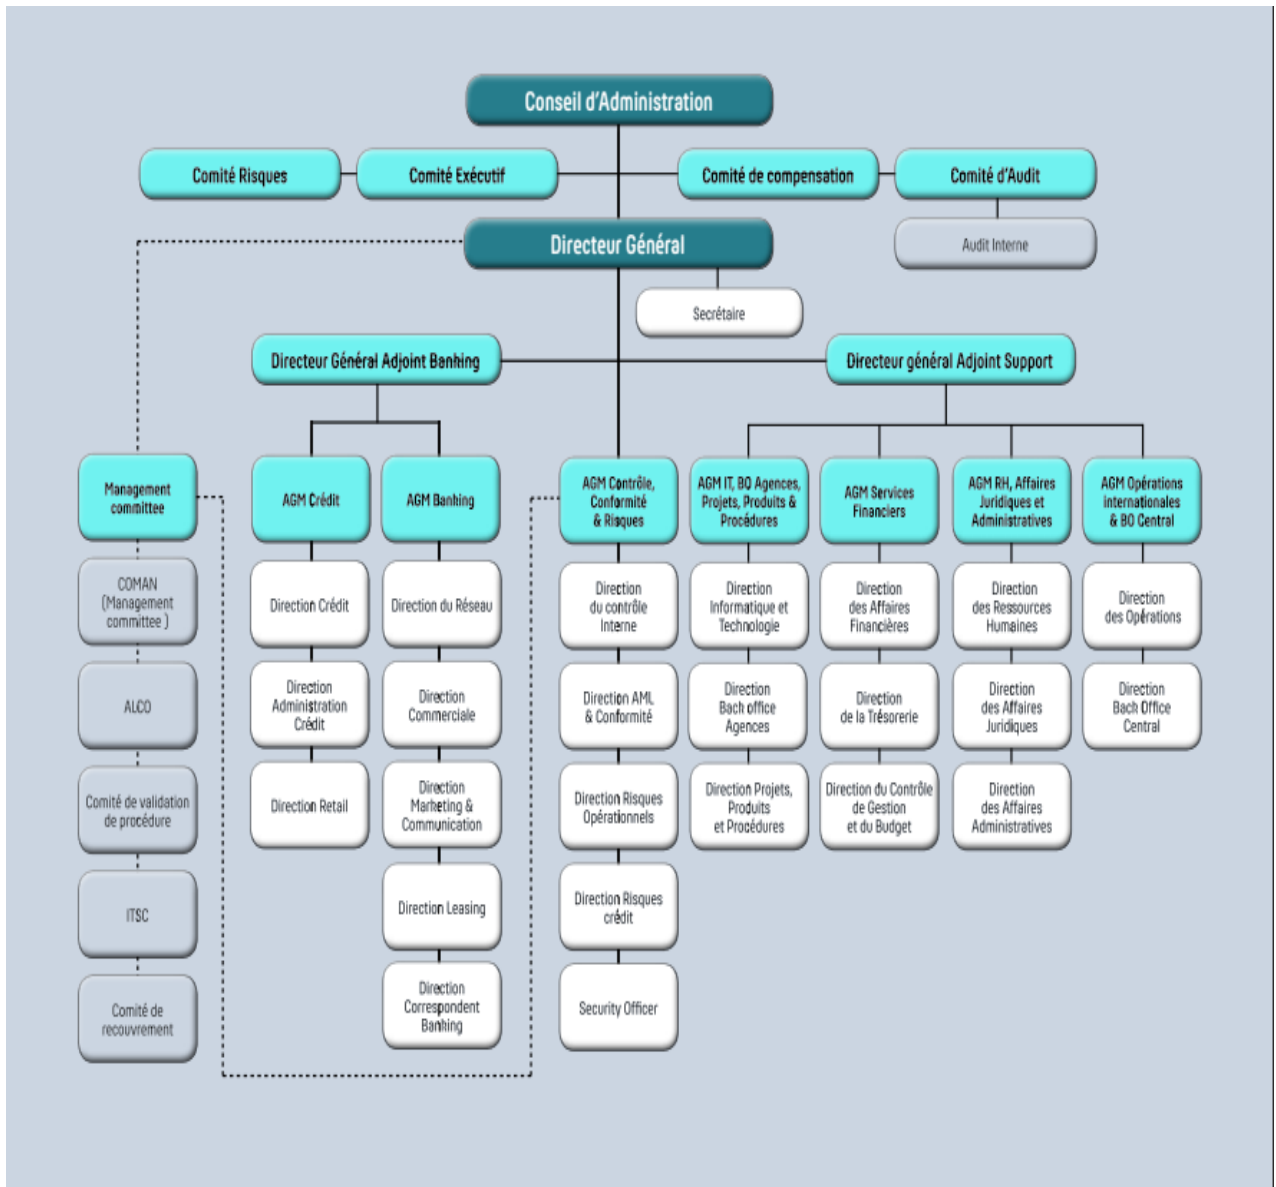 Conseil d'Administration
Comité Risques
Comité Exécutif
Comité de compensation
Comité d'Audit
Directeur Général
Audit Interne
Secrétaire
Directeur Général Adjoint Banking
Directeur général Adjoint Support
Management
committee
AGM Crédit
AGM Banking
AGM Contrôle,
Conformité
& Risques
AGM IT, BO Agences,
Projets, Produits &
Procédures
AGM Services
Financiers
AGM RH, Affaires
Juridiques et
Administratives
AGM Opérations
internationales
& BO Central
COMAN
(Management
committee )
Direction Crédit
Direction du Réseau
Direction
du contrôle
Interne
Direction
Informatique et
Technologie
Direction
des Affaires
Financières
Direction
des Ressources
Humaines
Direction
des Opérations
ALCO
Direction
Administration
Crédit
Direction
Commerciale
Direction AML
& Conformité
Direction
Back office
Agences
Direction
de la Trésorerie
Direction
des Affaires
Juridiques
Direction
Back Office
Central
Comité de validation
de procédure
Direction Retail
Direction
Marketing &
Communication
Direction Risques
Opérationnels
Direction Projets,
Produits
et Procédures
Direction du Contrôle
de Gestion
et du Budget
Direction
des Affaires
Administratives
ITSC
Direction Leasing
Direction Risques
crédit
Comité de
recouvrement
Direction
Correspondent
Banking
Security Officer